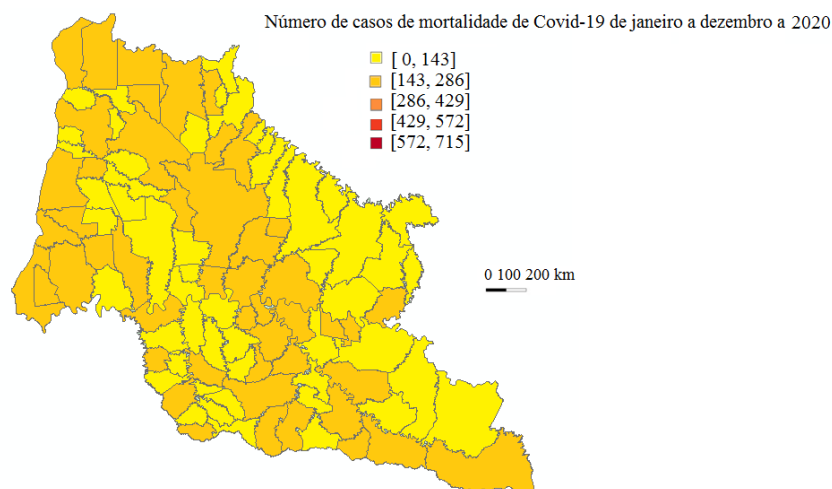 Número de casos de mortalidade de Covid-19 de janeiro a dezembro a 2020
[ 0, 143]
[143, 286]
[286, 429]
[429, 572]
[572, 715]
0 100 200 km